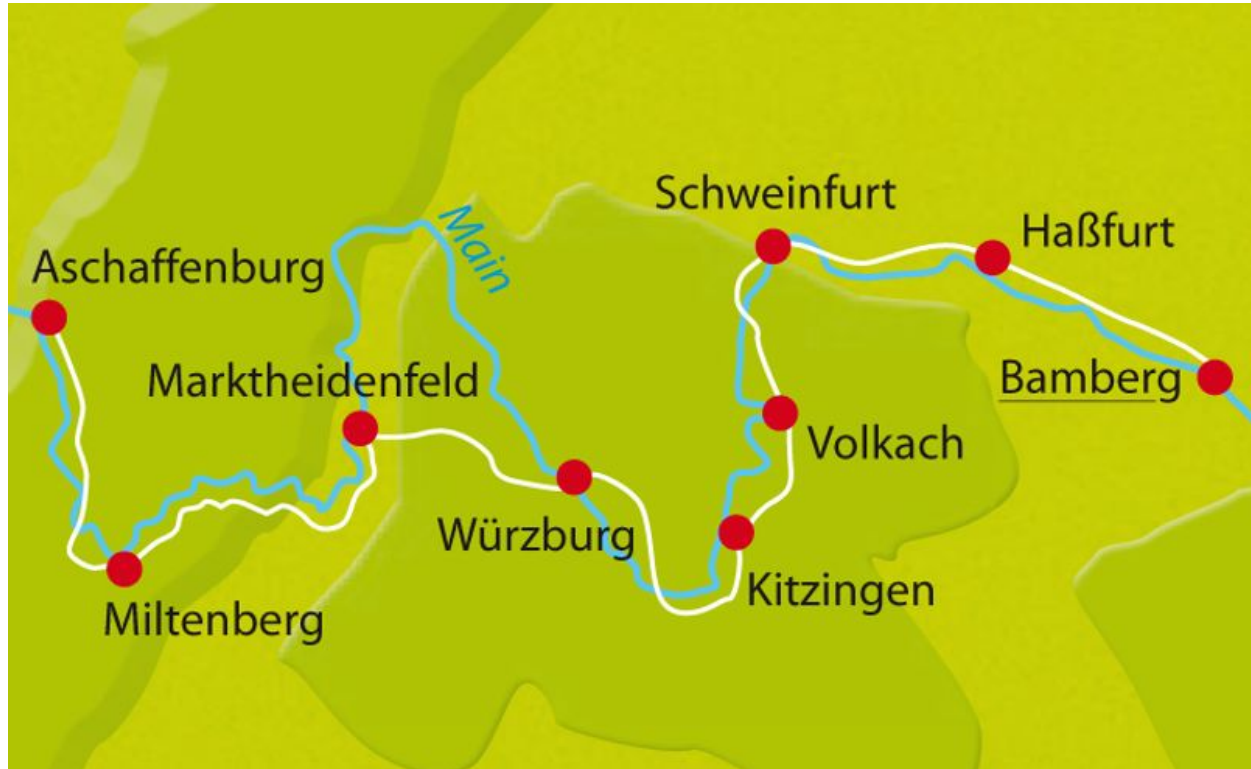 Schweinfurt
Haßfurt
Main
Aschaffenburg
Marktheidenfeld
Bamberg
Volkach
Würzburg
Kitzingen
Miltenberg